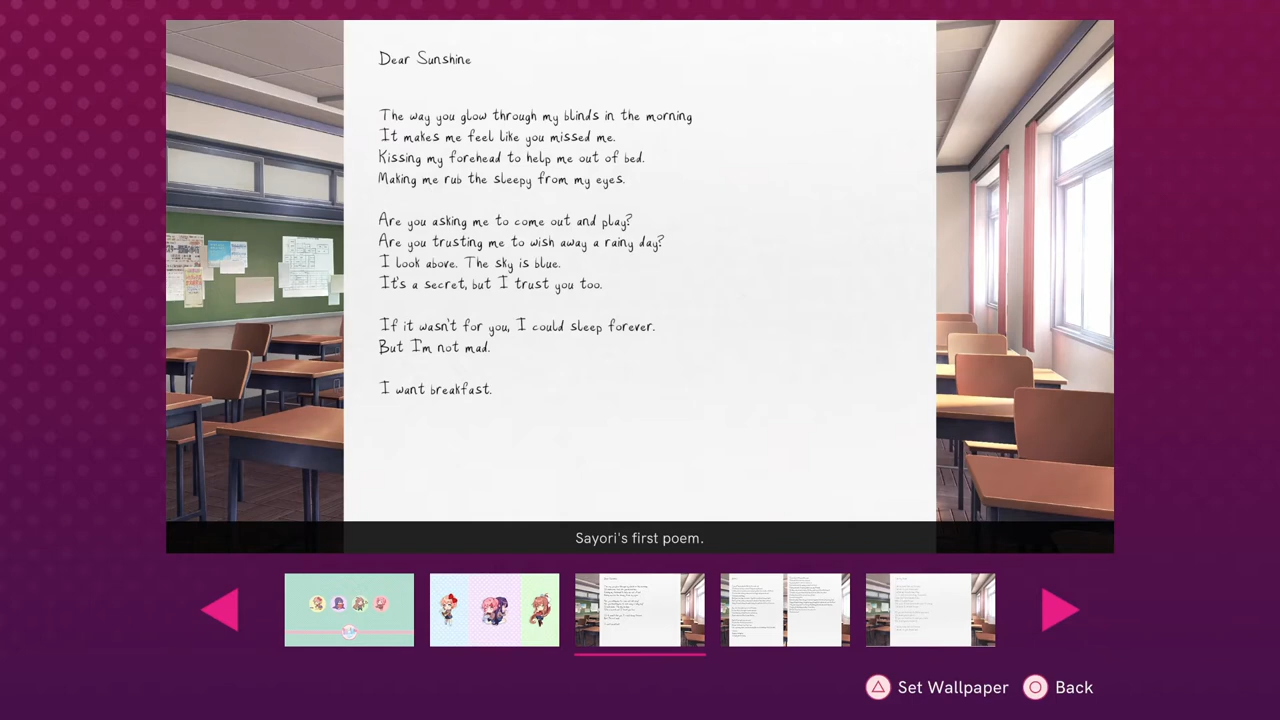 Dear Sunshine
The way you glow through my blinds in the morning
It makes me feel like you missed me.
Kissing my forehead to help me out of bed.
Making me rub the sleepy from my eyes.
Are you asking me to come out and play?
Are you trusting me to wish away a rainy day?
I look above. The sky is blue.
It's a secret, but I trust you too.
If it wasn't for you, I could sleep forever.
But I'm not mad.
I want breakfast.
Sayori's first poem.
Set Wallpaper
Back